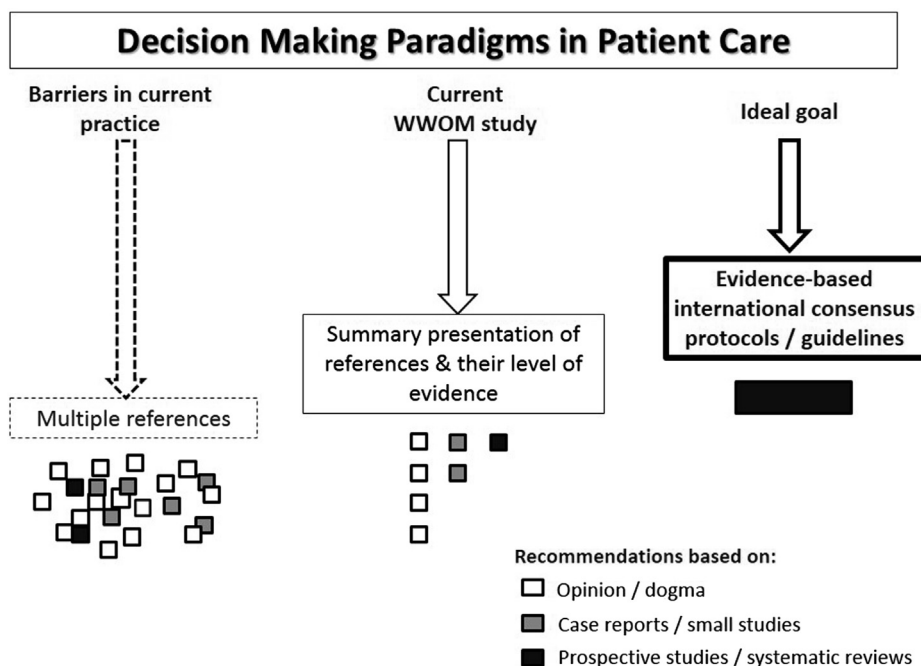 Decision Making Paradigms in Patient Care
Barriers in current
practice
Multiple references
Current
WWOM study
Summary presentation of
references & their level of
evidence
Ideal goal
Evidence-based
international consensus
protocols / guidelines
Recommendations based on:
Opinion / dogma
Case reports / small studies
Prospective studies / systematic reviews